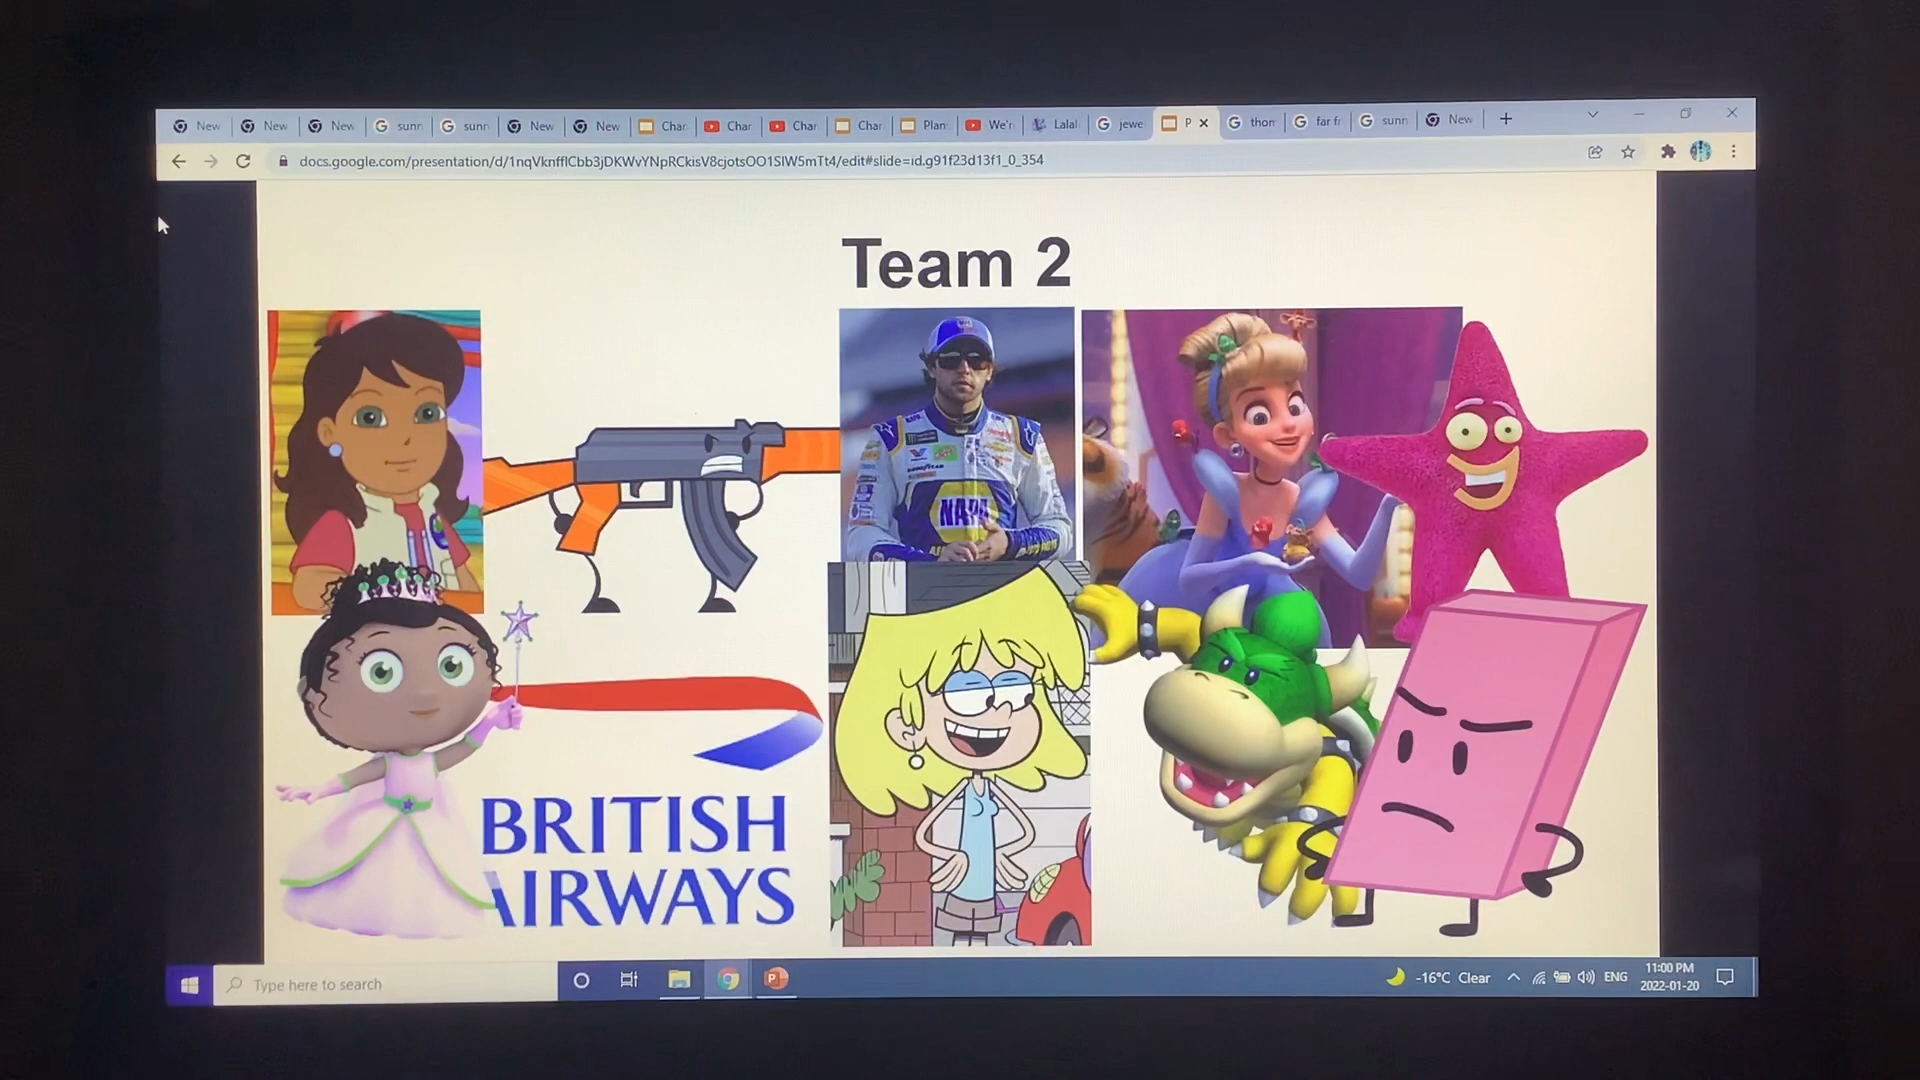 New New New sunn sunn New New Char Char Char Char Plan We'r Lalal jewe P thom far fr sunn New
docs.google.com/presentation/d/1nqVknfflCbb3jDKWvYNpRCkisV8cjotsOO1SlW5mTt4/edit#slide=id.g91f23d13f1_0_354
Team 2
NAPA
BRITISH
AIRWAYS
Type here to search
-16°C Clear
ENG
11:00 PM
2022-01-20